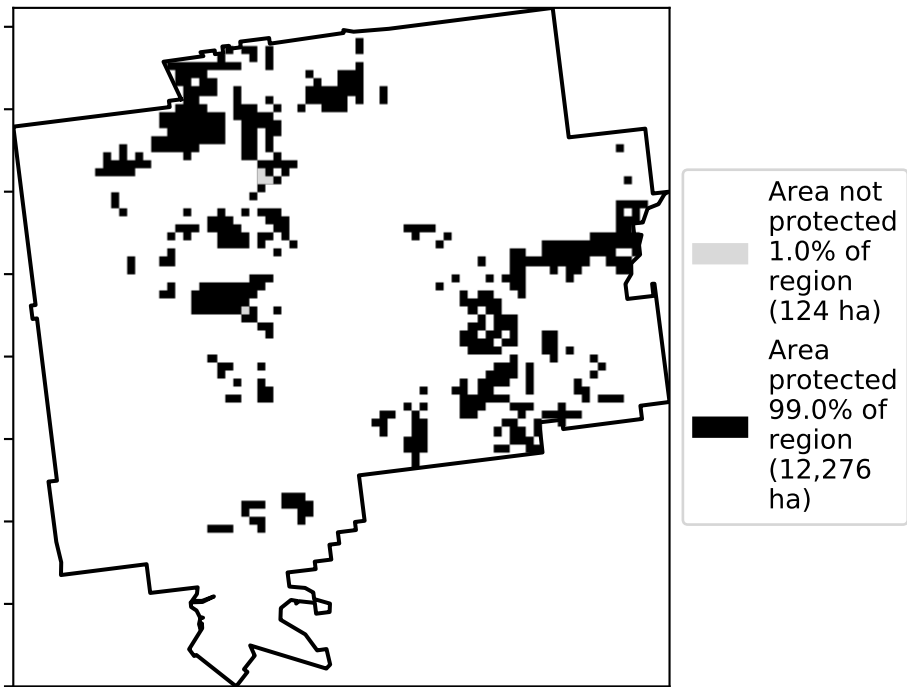 Area not
protected
1.0% of
region
(124 ha)
Area
protected
99.0% of
region
(12,276
ha)